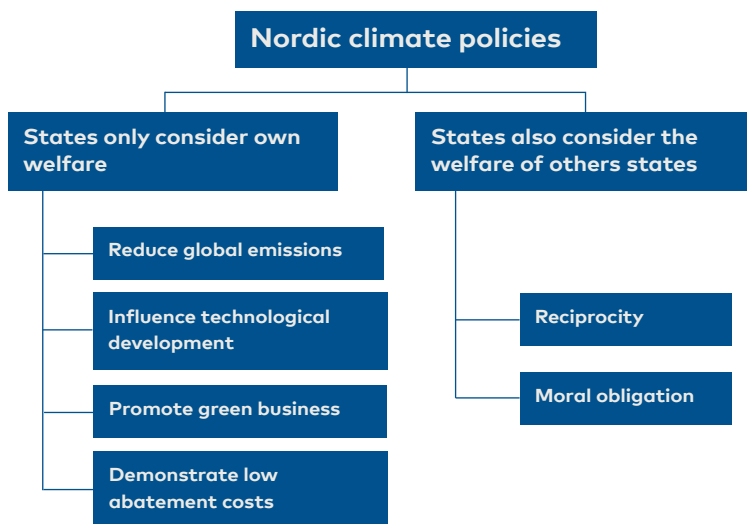 Nordic climate policies
States only consider own
welfare
Reduce global emissions
Influence technological
development
Promote green business
Demonstrate low
abatement costs
States also consider the
welfare of others states
Reciprocity
Moral obligation